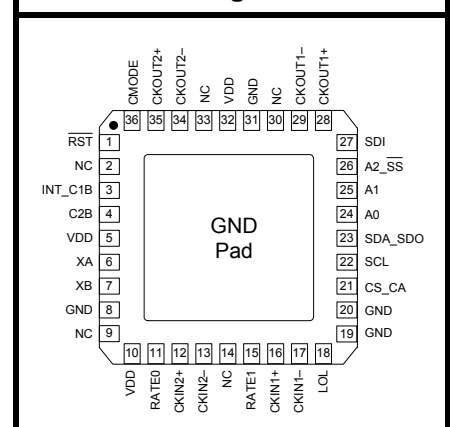 CMODE
CKOUT2+
CKOUT2–
NC
VDD
GND
NC
CKOUT1–
CKOUT1+
36 35 34 33 32 31 30 29 28
RST 1
NC 2
INT_C1B 3
C2B 4
VDD 5
XA 6
XB 7
GND 8
NC 9
GND
Pad
27 SDI
26 A2_SS
25 A1
24 A0
23 SDA_SDO
22 SCL
21 CS_CA
20 GND
19 GND
10 11 12 13 14 15 16 17 18
VDD
RATE0
CKIN2+
CKIN2–
NC
RATE1
CKIN1+
CKIN1–
LOL